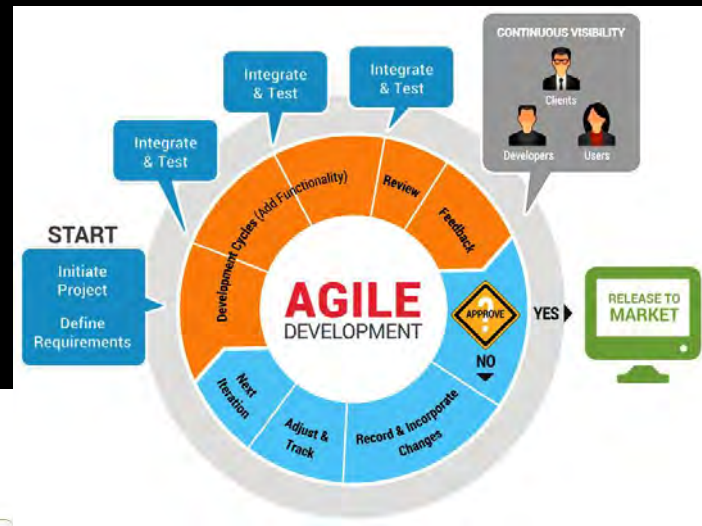 CONTINUOUS VISIBILITY
Clients
Developers Users
Integrate
& Test
Integrate
& Test
Integrate
& Test
START
Initiate
Project
Define
Requirements
Development Cycles (Add Functionality)
Review
Feedback
AGILE
DEVELOPMENT
?
APPROVE
YES
NO
RELEASE TO
MARKET
Record & Incorporate
Changes
Adjust &
Track
Next
Iteration